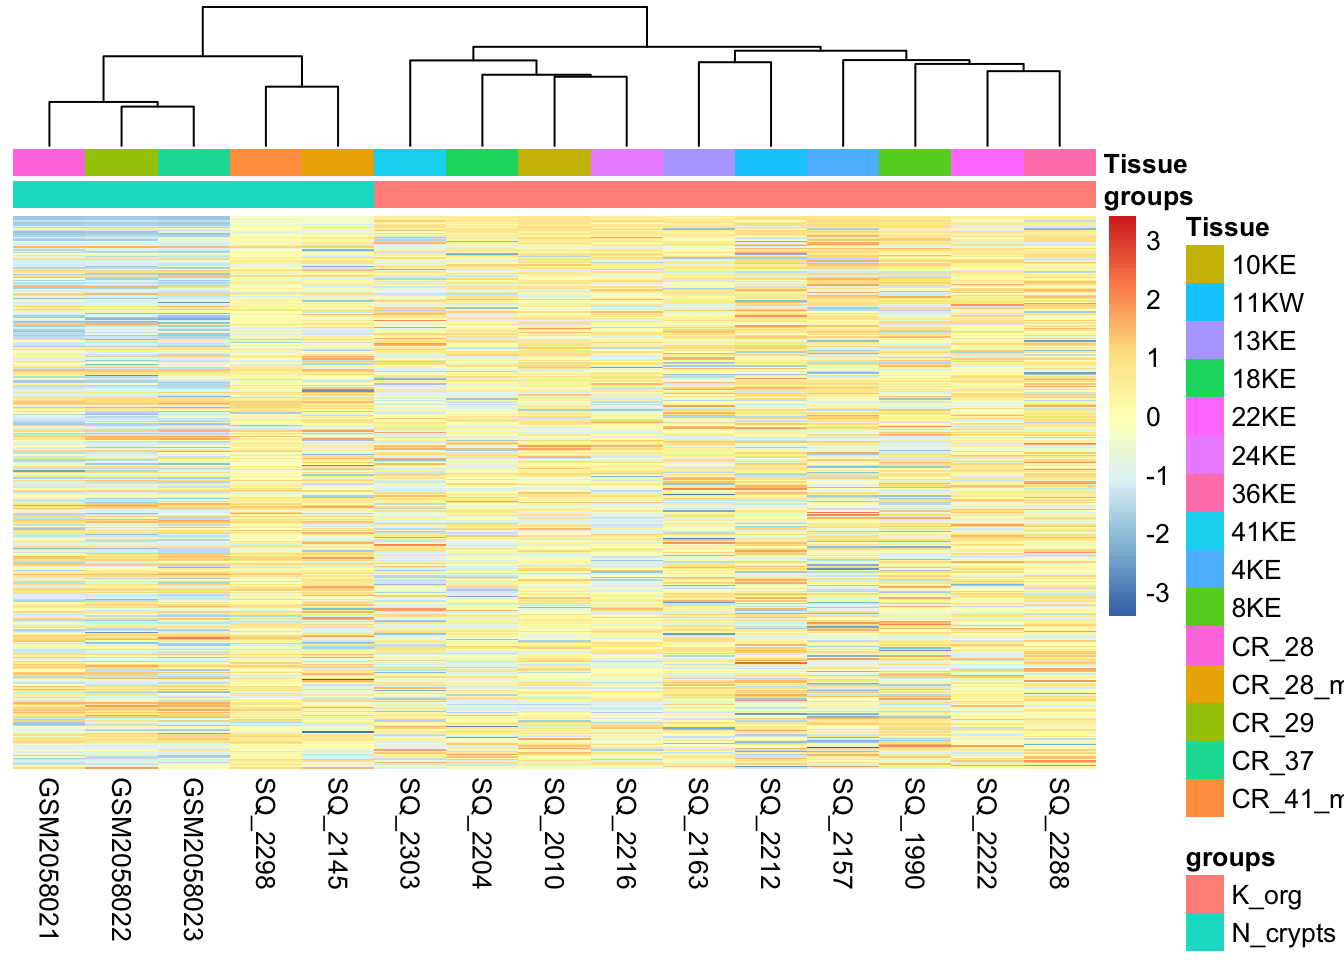 Tissue
groups
3
2
1
0
-1
-2
-3
Tissue
10KE
11KW
13KE
18KE
22KE
24KE
36KE
41KE
4KE
8KE
CR_28
CR_28_m
CR_29
CR_37
CR_41_m
groups
K_org
N_crypts
GSM2058021
GSM2058022
GSM2058023
SQ_2298
SQ_2145
SQ_2303
SQ_2204
SQ_2010
SQ_2216
SQ_2163
SQ_2212
SQ_2157
SQ_1990
SQ_2222
SQ_2288